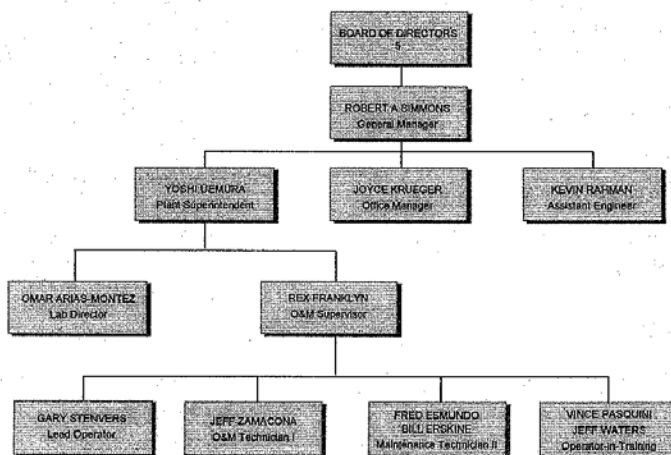 BOARD OF DIRECTORS
5
ROBERT A SIMMONS
General Manager
YOSHI UEMURA
Plant Superintendent
JOYCE KRUEGER
Office Manager
KEVIN RAHMAN
Assistant Engineer
OMAR ARIAS-MONTEZ
Lab Director
REX FRANKLYN
O&M Supervisor
GARY STENVERS
Lead Operator
JEFF ZAMACONA
O&M Technician I
FRED ESMUNDO
BILL ERSKINE
Maintenance Technician II
VINCE PASQUINI
JEFF WATERS
Operator-in-Training